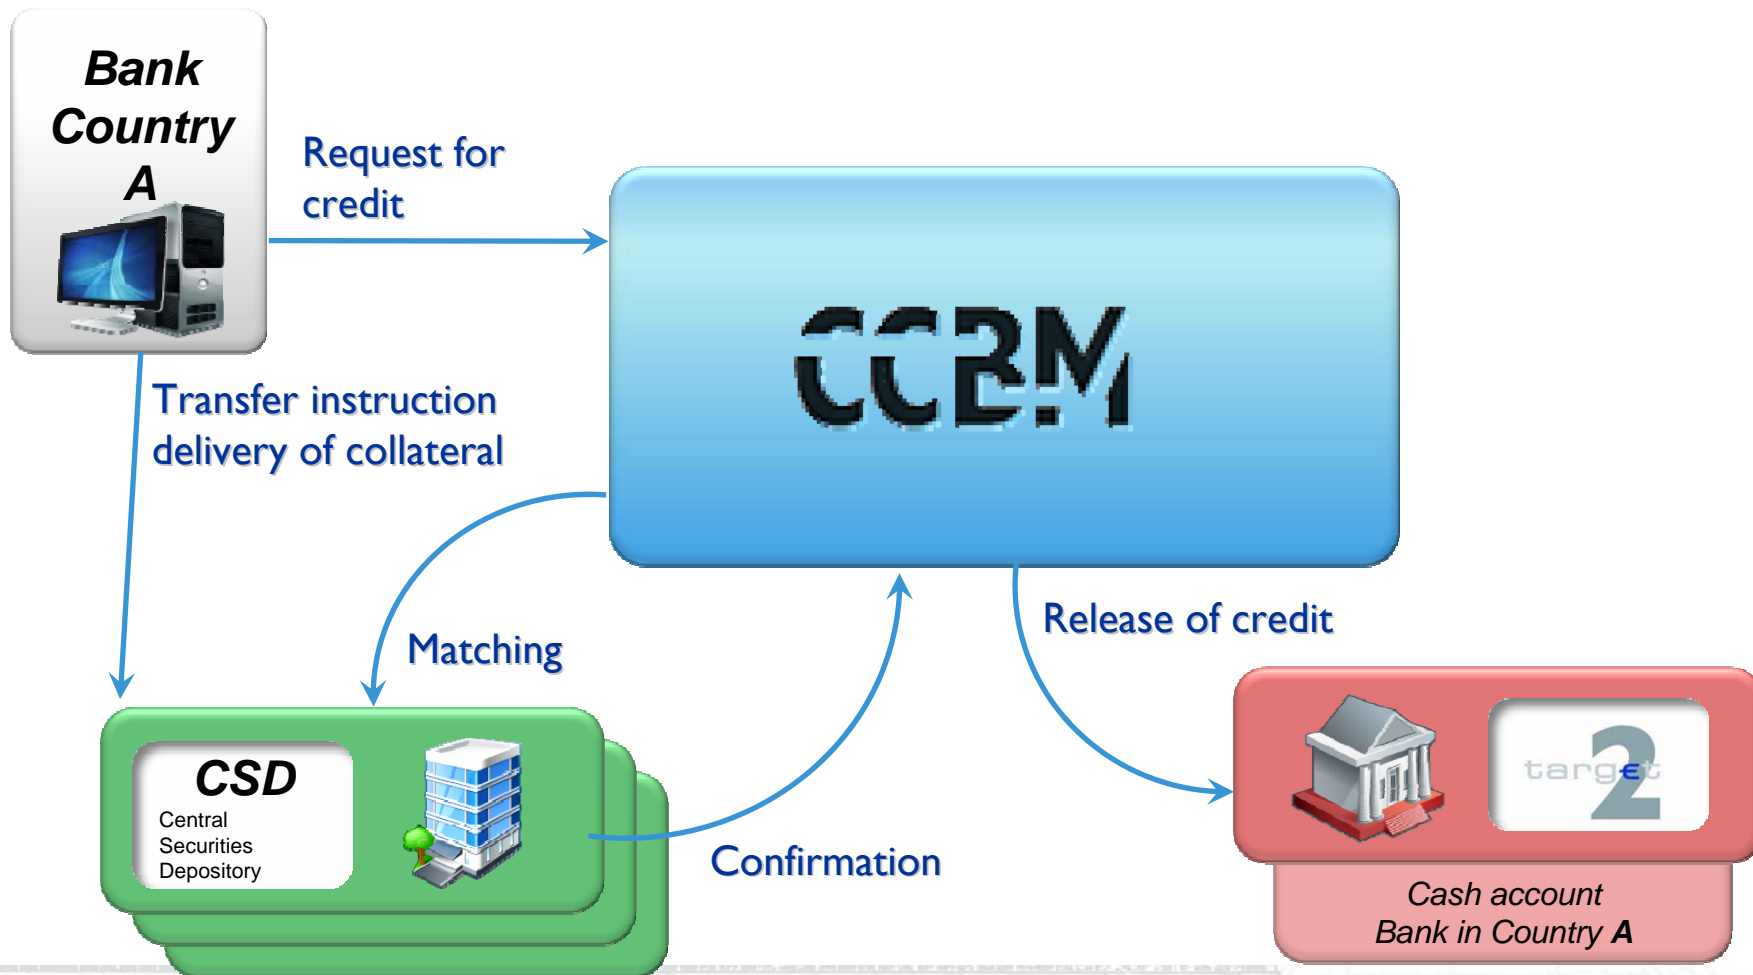 Bank
Country
A
Request for
credit
CCBM
Transfer instruction
delivery of collateral
Matching
Release of credit
CSD
Central
Securities
Depository
Confirmation
target
2
Cash account
Bank in Country A